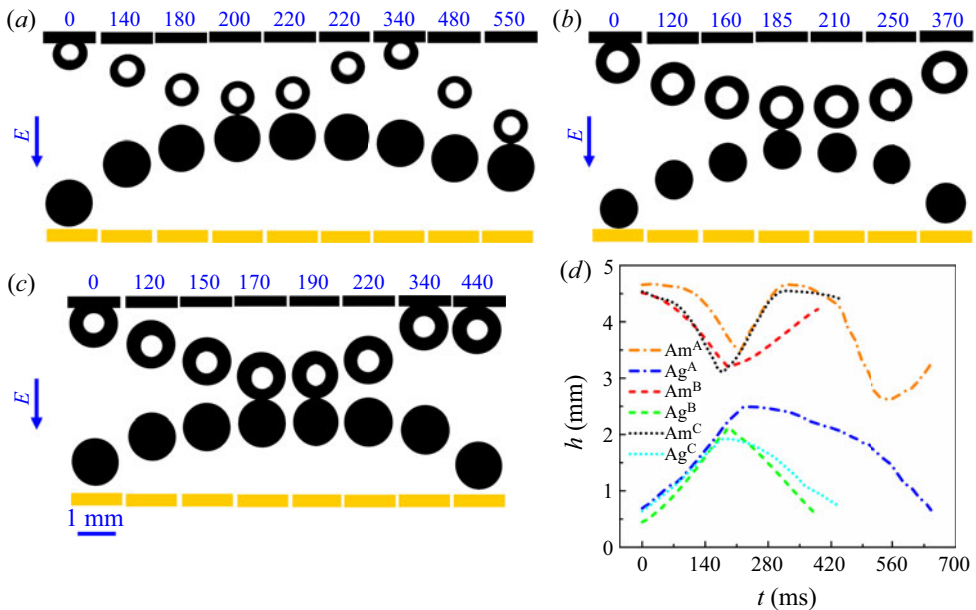 (a)
0 140 180 200 220 220 340 480 550
E
(b)
0 120 160 185 210 250 370
E
(c)
0 120 150 170 190 220 340 440
E
1 mm
(d)
5
4
3
2
1
0
h (mm)
Am^A
Ag^A
Am^B
Ag^B
Am^C
Ag^C
0 140 280 420 560 700
t (ms)